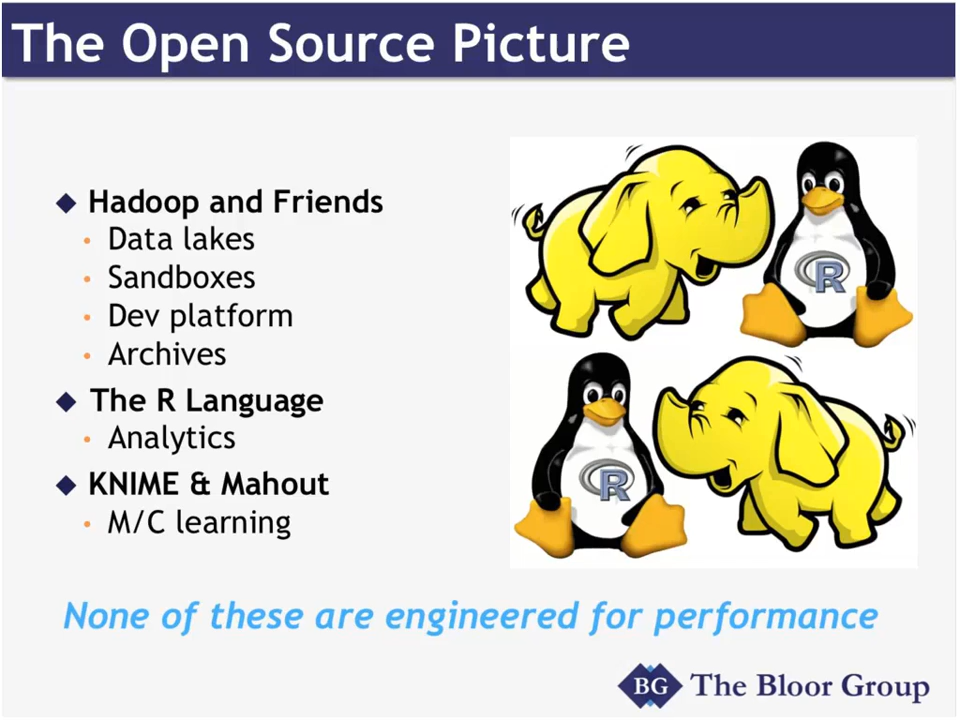 The Open Source Picture
Hadoop and Friends
Data lakes
Sandboxes
Dev platform
Archives
The R Language
Analytics
KNIME & Mahout
M/C learning
R
R
None of these are engineered for performance
BG The Bloor Group